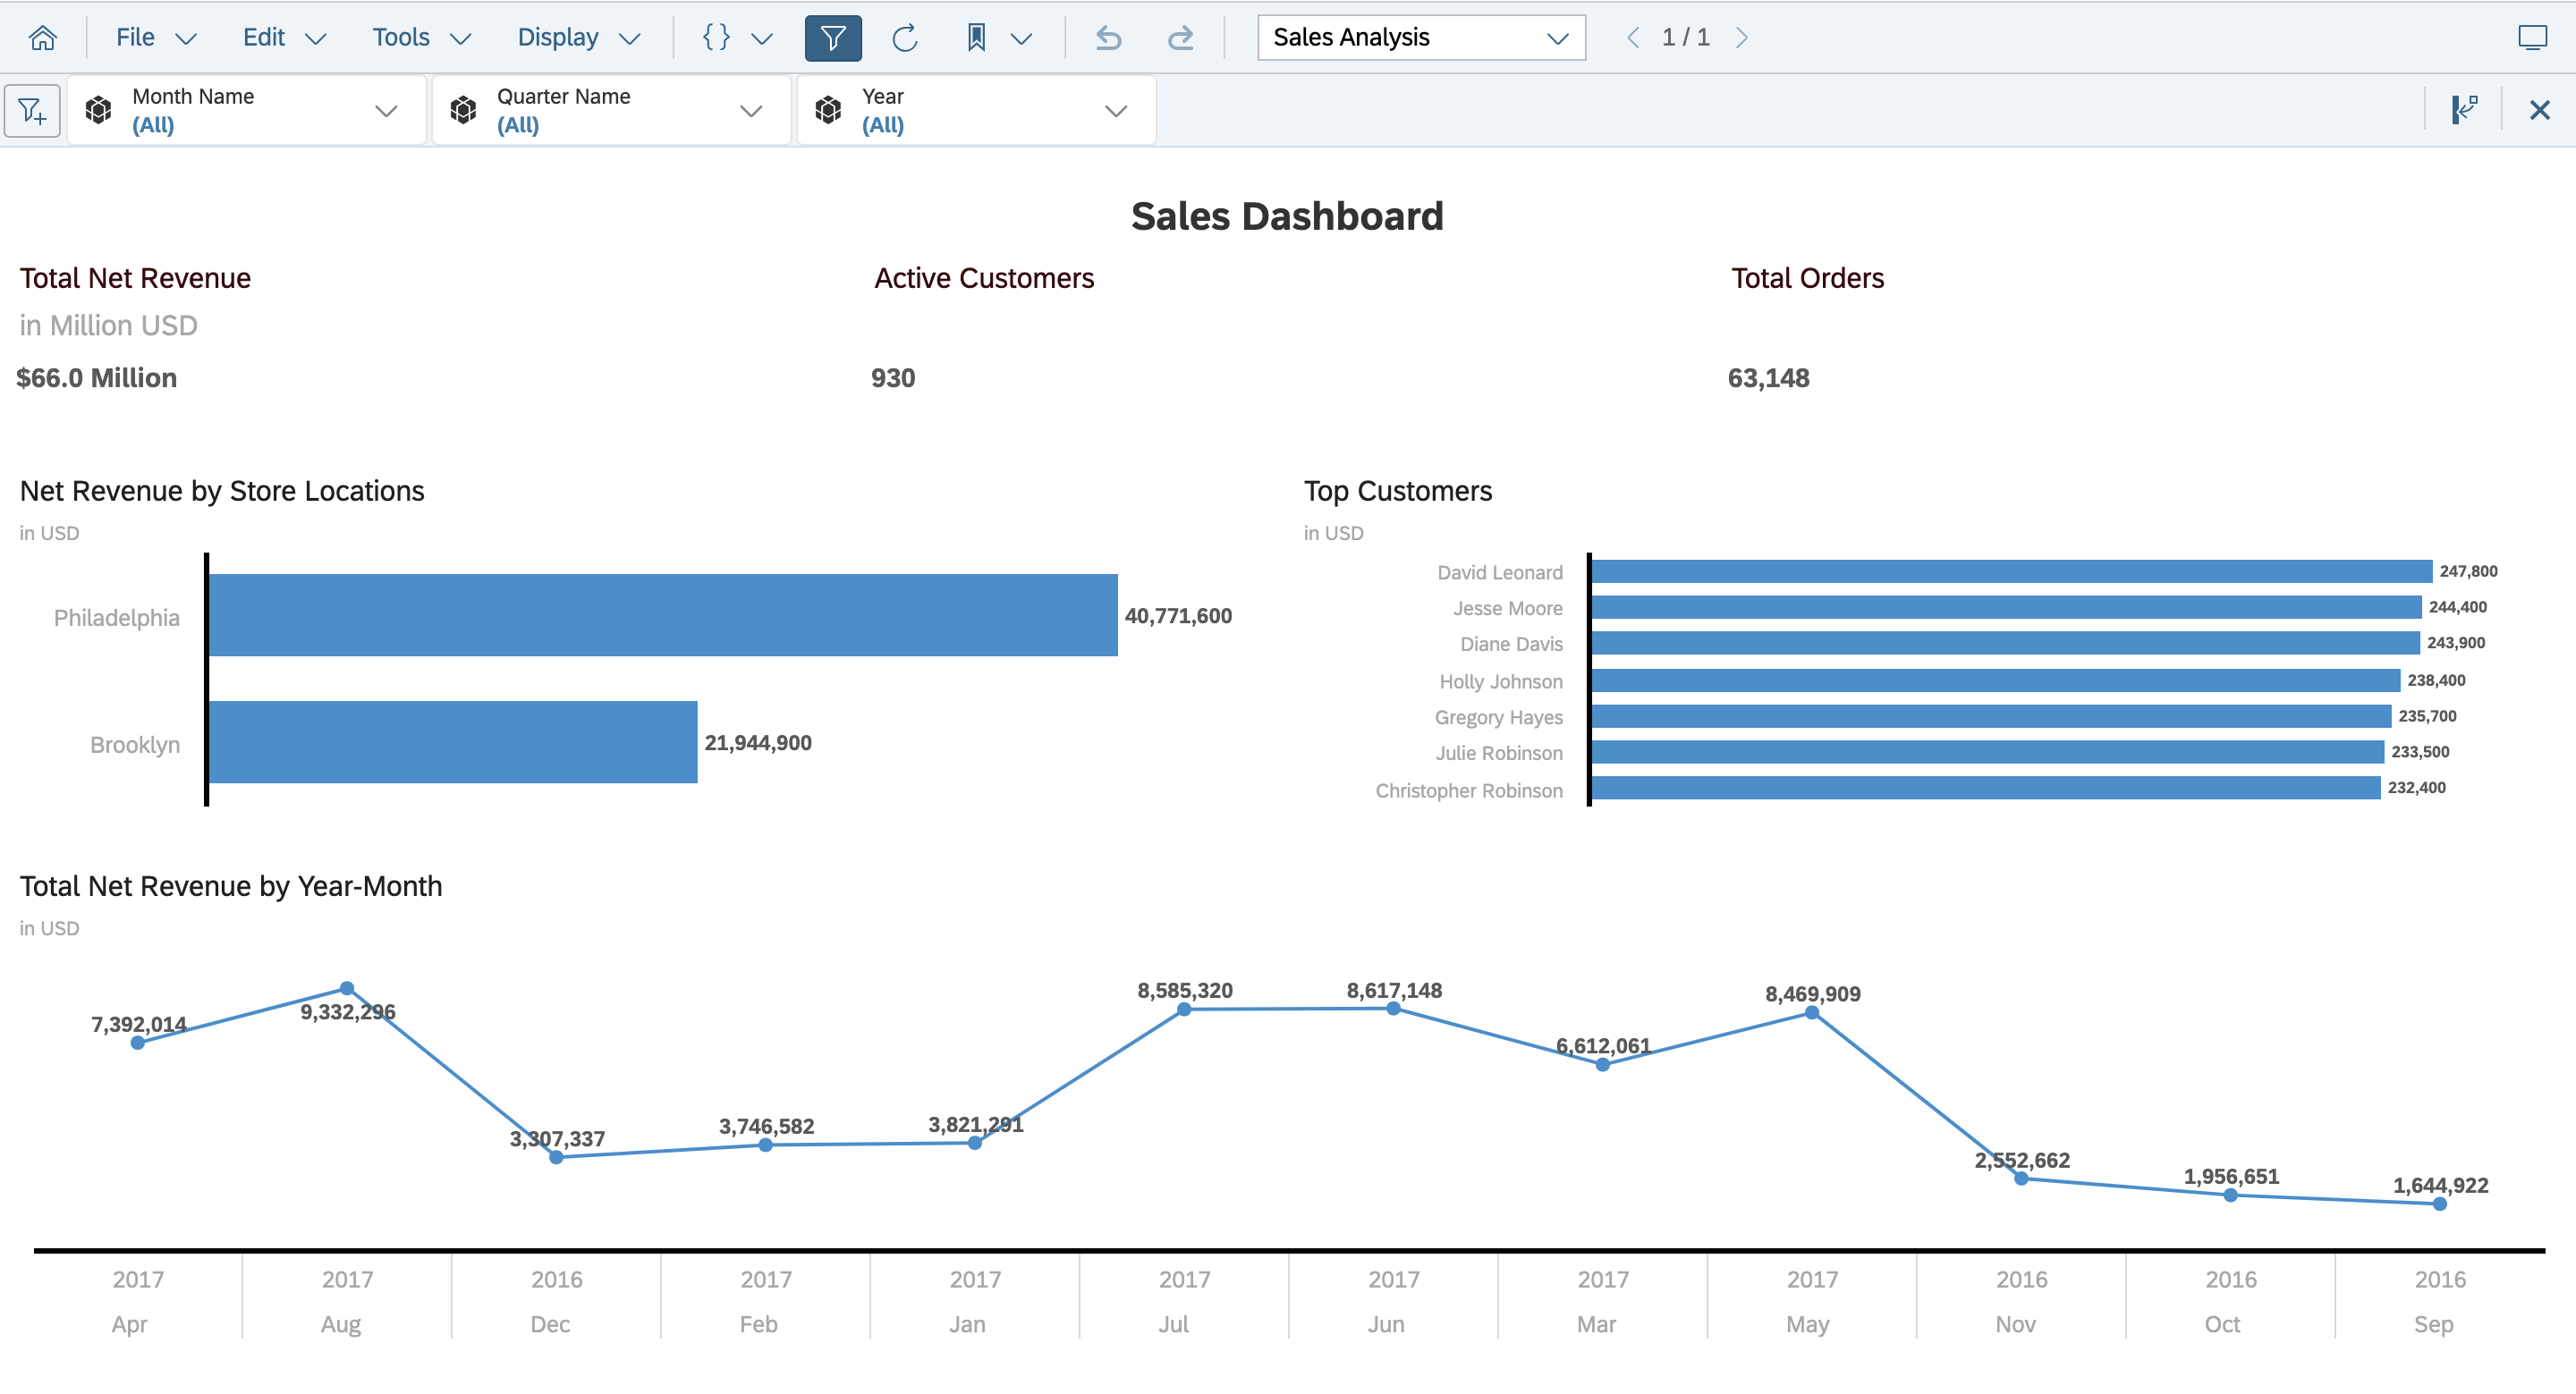 File Edit Tools Display {} Sales Analysis 1 / 1
Month Name
(All)
Quarter Name
(All)
Year
(All)
Sales Dashboard
Total Net Revenue
in Million USD
$66.0 Million
Active Customers
930
Total Orders
63,148
Net Revenue by Store Locations
in USD
Philadelphia 40,771,600
Brooklyn 21,944,900
Top Customers
in USD
David Leonard 247,800
Jesse Moore 244,400
Diane Davis 243,900
Holly Johnson 238,400
Gregory Hayes 235,700
Julie Robinson 233,500
Christopher Robinson 232,400
Total Net Revenue by Year-Month
in USD
7,392,014 9,332,296 3,307,337 3,746,582 3,821,291 8,585,320 8,617,148 6,612,061 8,469,909 2,552,662 1,956,651 1,644,922
2017 2017 2016 2017 2017 2017 2017 2017 2017 2016 2016 2016
Apr Aug Dec Feb Jan Jul Jun Mar May Nov Oct Sep